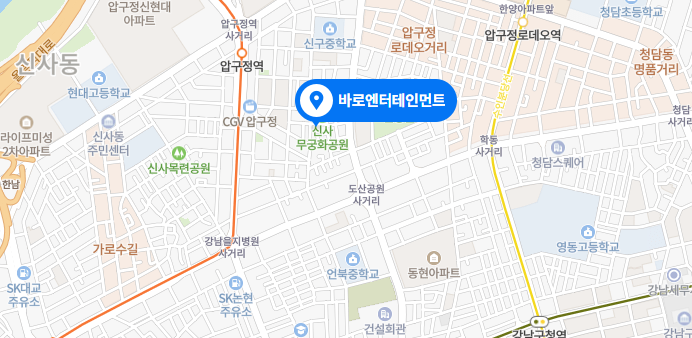 압구정신현대
아파트
압구정역
사거리
신구중학교
압구정
로데오거리
한양아파트앞
압구정로데오역
청담초등학교
청담동
명품거리
신사동
압구정역
현대고등학교
바로엔터테인먼트
CGV 압구정
신사
무궁화공원
라이프미성
2차아파트
신사동
주민센터
신사목련공원
학동
사거리
청담스퀘어
청담
사거리
한남
도산공원
사거리
가로수길
강남을지병원
사거리
영동고등학교
언북중학교
동현아파트
SK대교
주유소
SK논현
주유소
강남세무서
건설회관
강남구청역